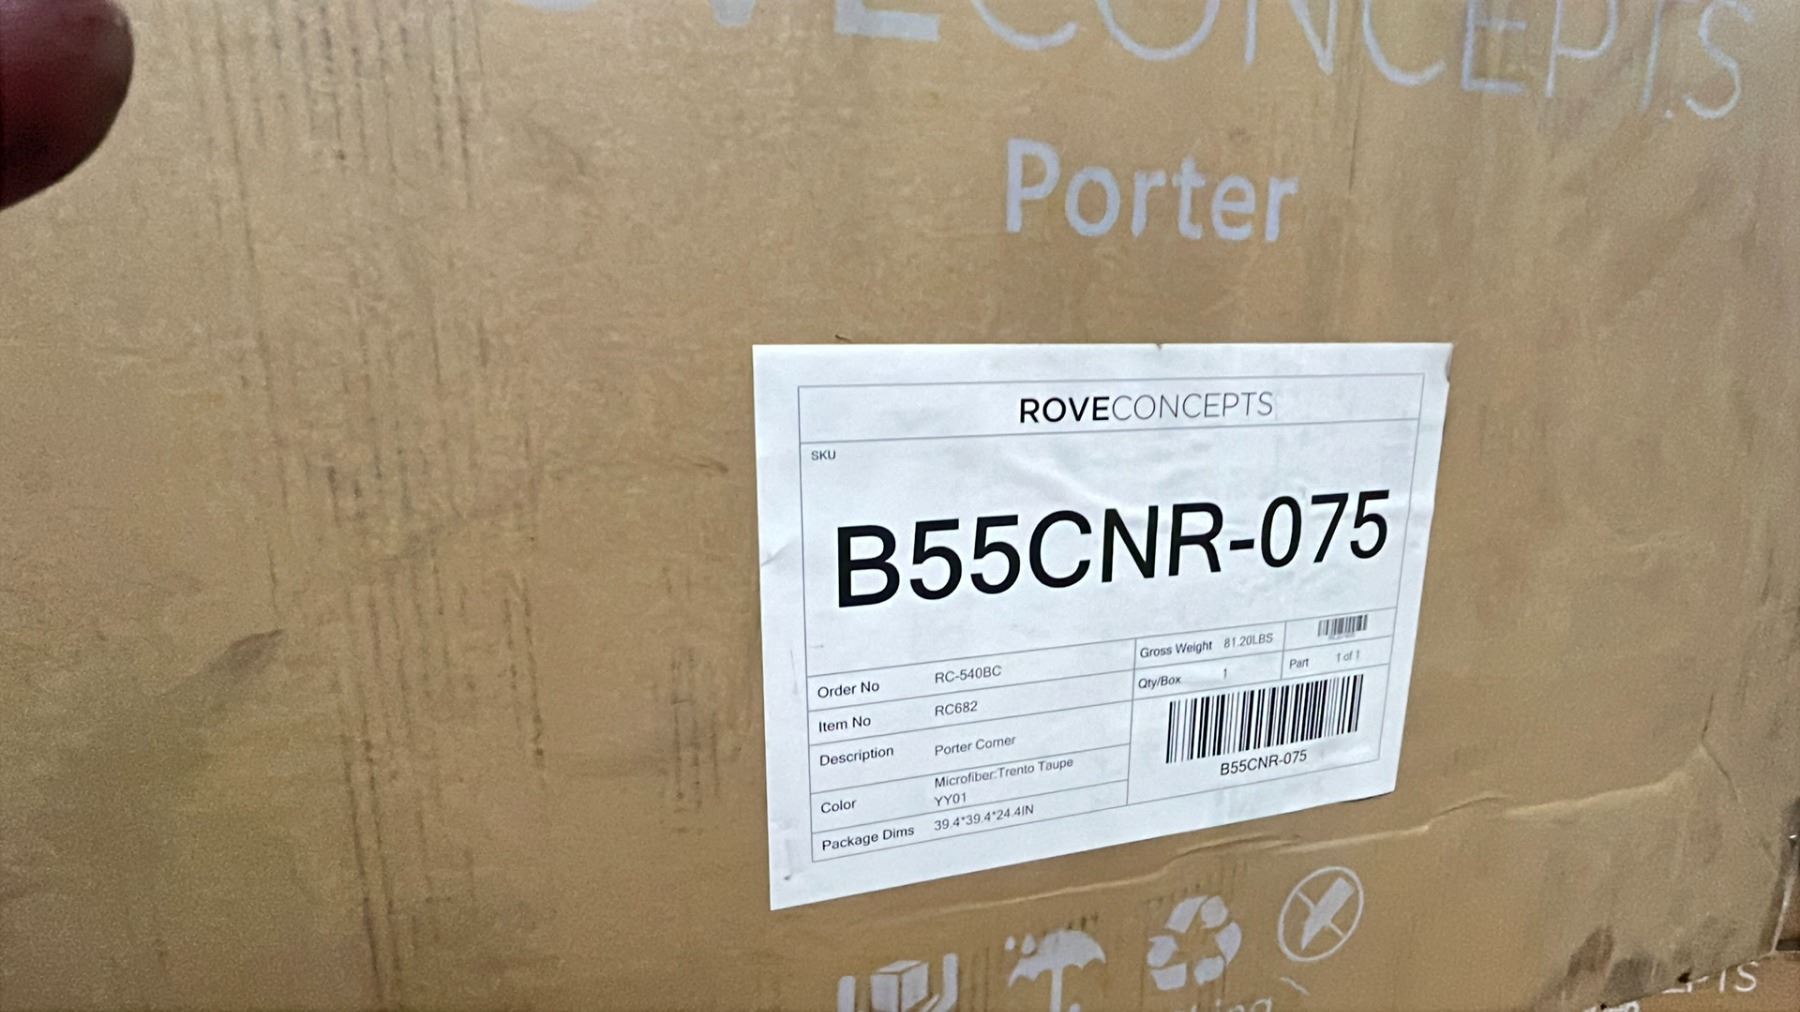 VECONCEPTS
Porter
ROVECONCEPTS
SKU
B55CNR-075
Order No RC-540BC
Gross Weight 81.20LBS
Item No RC682
Qty/Box 1
Part 1 of 1
Description Porter Corner
Color Microfiber:Trento Taupe
YY01
Package Dims 39.4*39.4*24.4IN
B55CNR-075